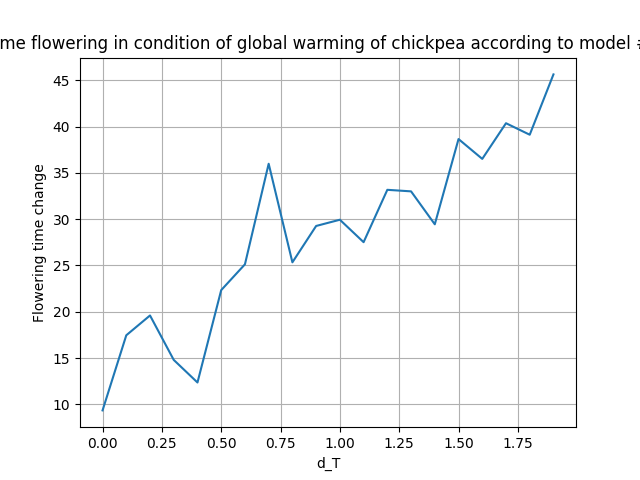 me flowering in condition of global warming of chickpea according to model #
45
40
35
30
25
20
15
10
Flowering time change
0.00 0.25 0.50 0.75 1.00 1.25 1.50 1.75
d_T